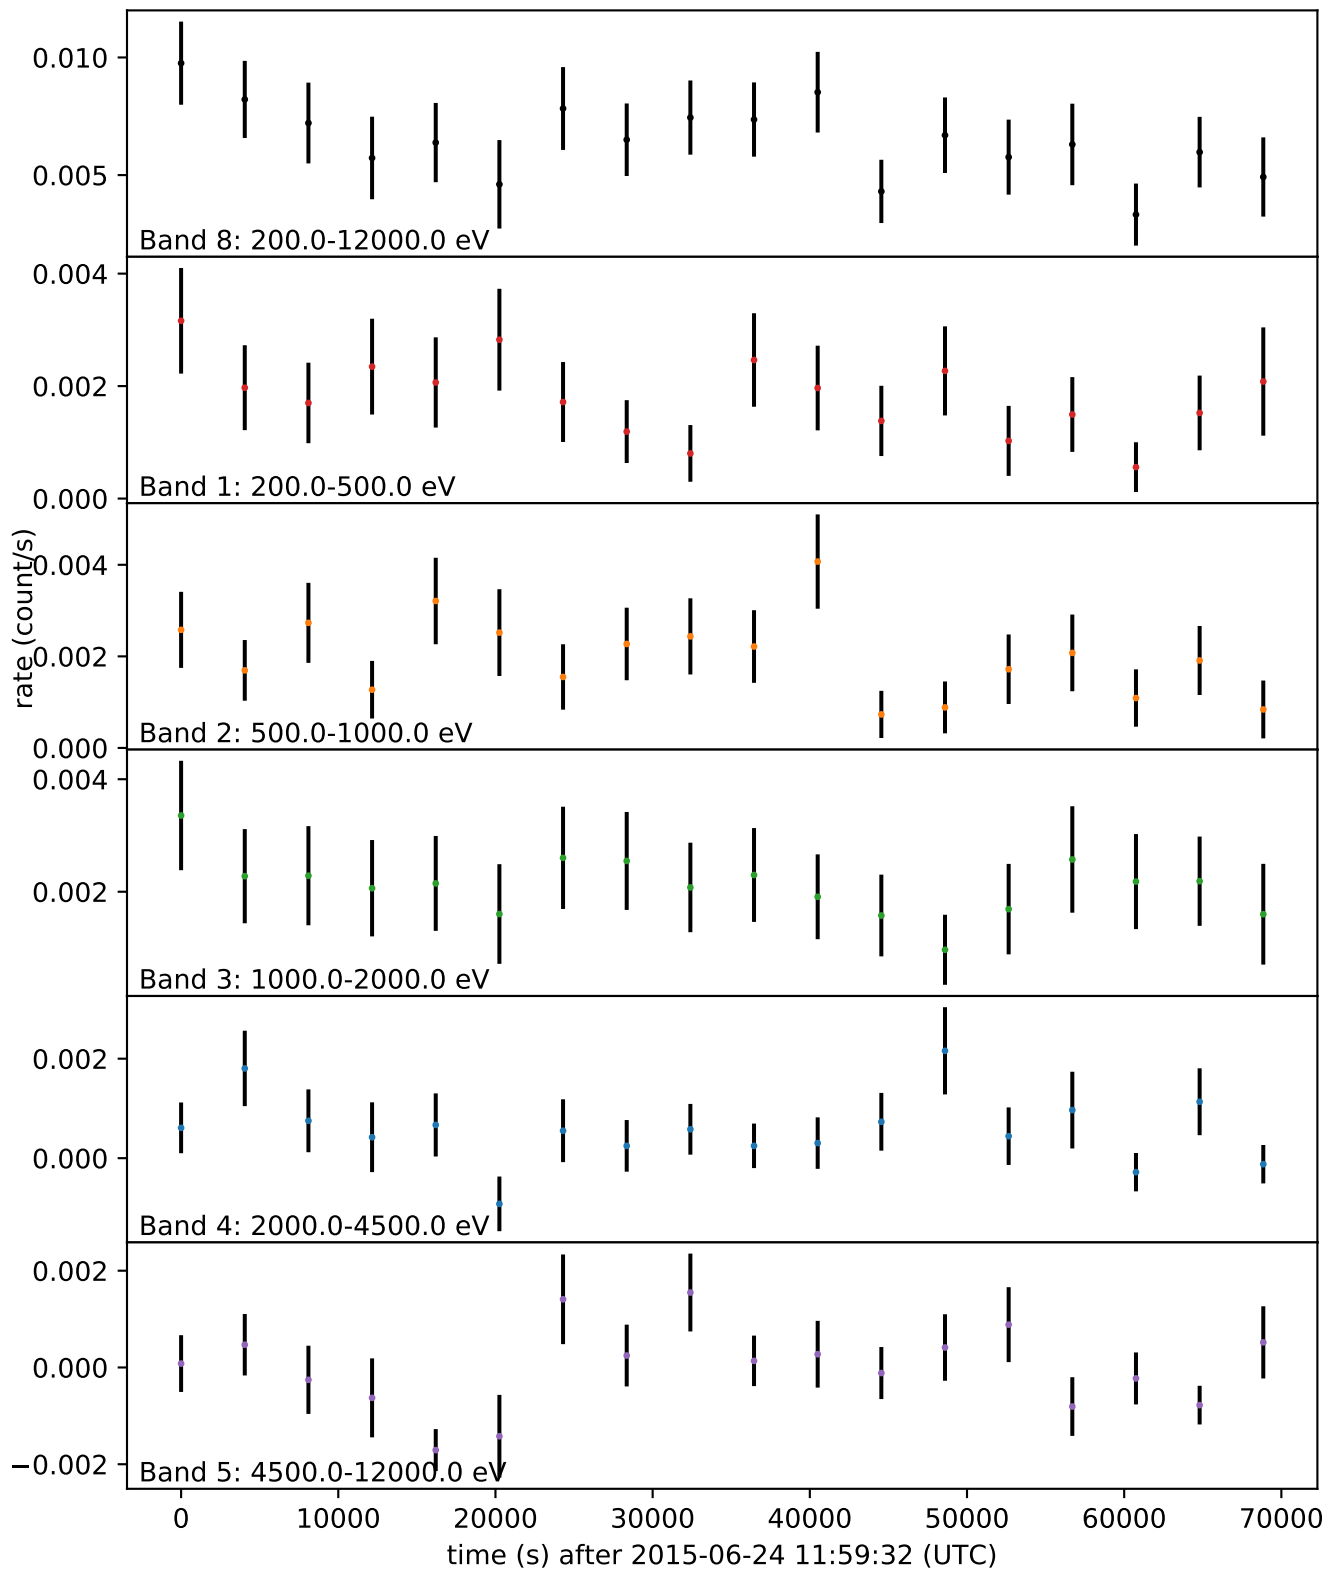 0.010
0.005
Band 8: 200.0-12000.0 eV
0.004
0.002
0.000
Band 1: 200.0-500.0 eV
rate (count/s)
0.004
0.002
0.000
Band 2: 500.0-1000.0 eV
0.004
0.002
Band 3: 1000.0-2000.0 eV
0.002
0.000
Band 4: 2000.0-4500.0 eV
0.002
0.000
−0.002
Band 5: 4500.0-12000.0 eV
0 10000 20000 30000 40000 50000 60000 70000
time (s) after 2015-06-24 11:59:32 (UTC)